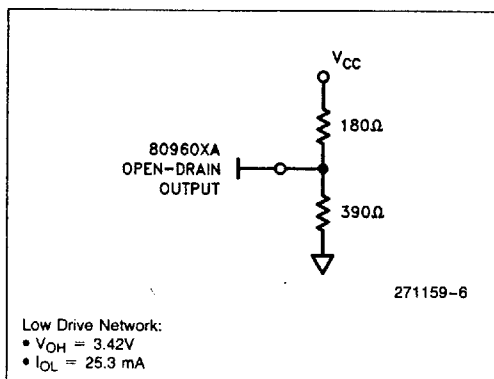 V_CC
180Ω
80960XA
OPEN-DRAIN
OUTPUT
390Ω
271159-6
Low Drive Network:
• V_OH = 3.42V
• I_OL = 25.3 mA